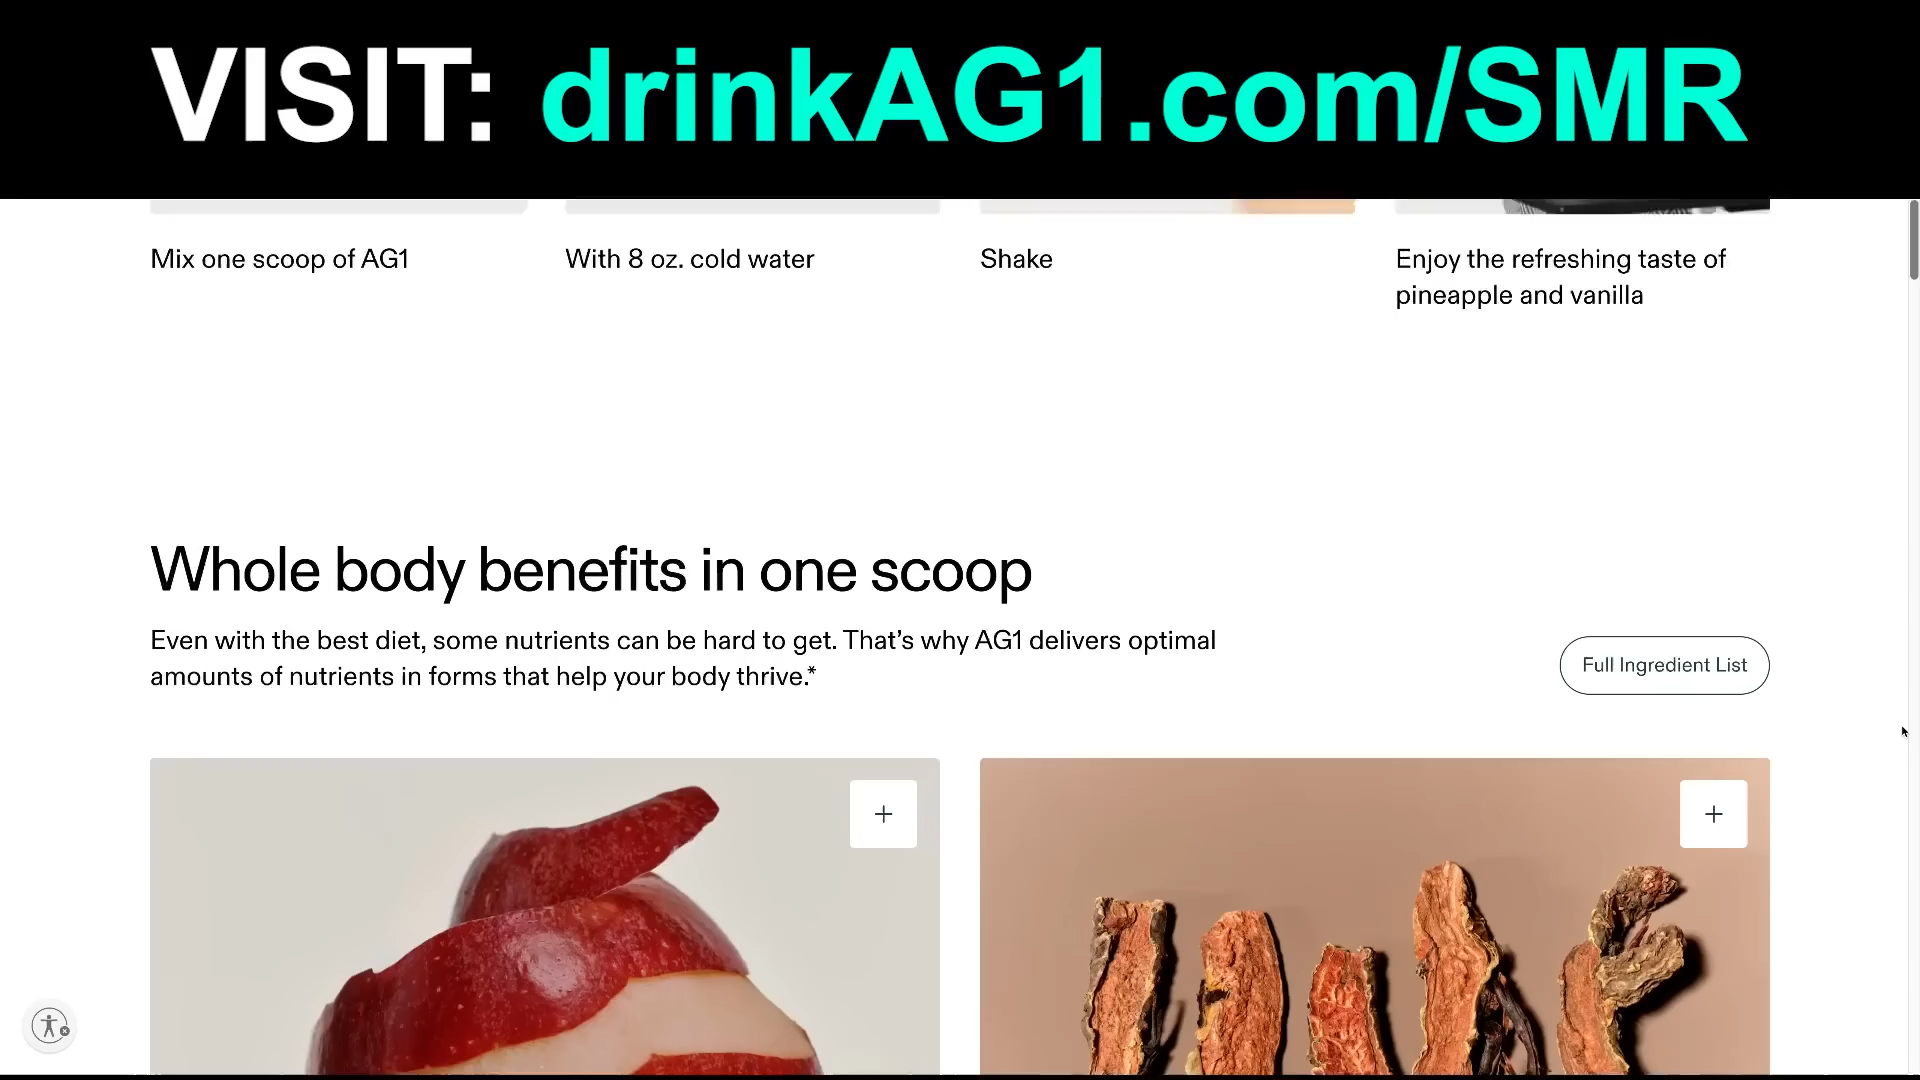 VISIT: drinkAG1.com/SMR
Mix one scoop of AG1
With 8 oz. cold water
Shake
Enjoy the refreshing taste of
pineapple and vanilla
Whole body benefits in one scoop
Even with the best diet, some nutrients can be hard to get. That’s why AG1 delivers optimal
amounts of nutrients in forms that help your body thrive.*
Full Ingredient List